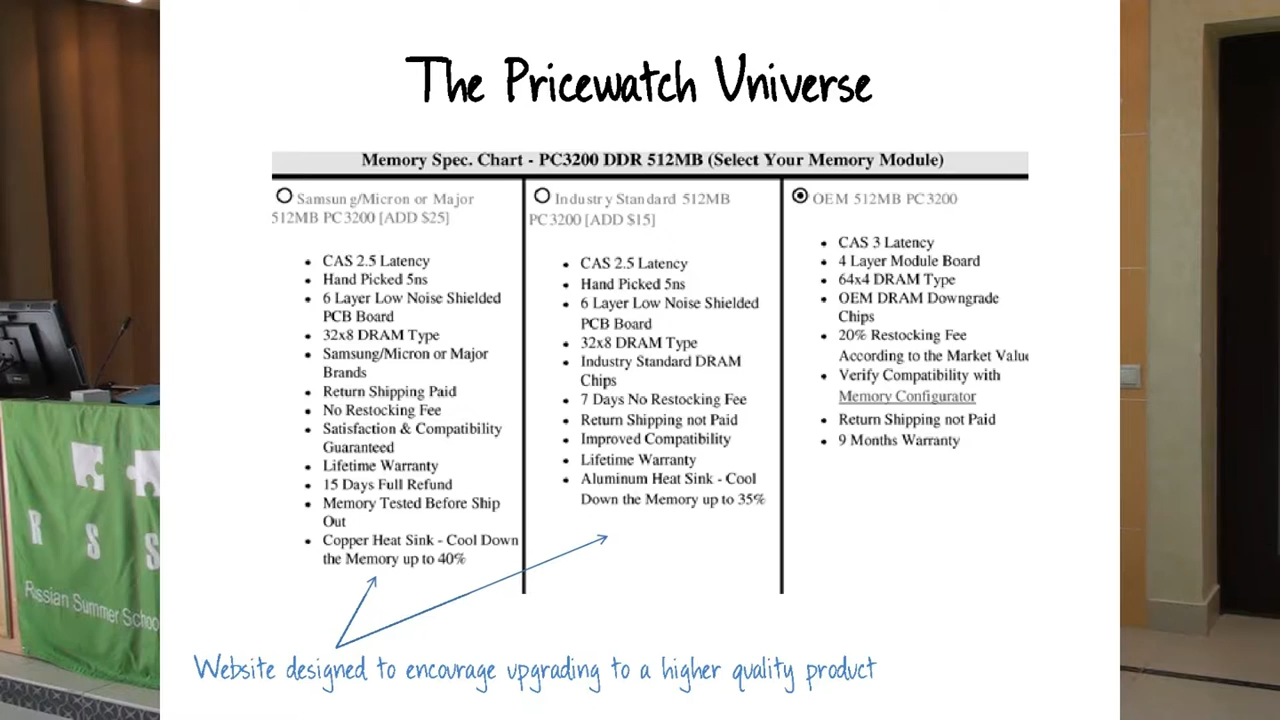 The Pricewatch Universe
Memory Spec. Chart - PC3200 DDR 512MB (Select Your Memory Module)
Samsung/Micron or Major
512MB PC3200 [ADD $25]
CAS 2.5 Latency
Hand Picked 5ns
6 Layer Low Noise Shielded
PCB Board
32x8 DRAM Type
Samsung/Micron or Major
Brands
Return Shipping Paid
No Restocking Fee
Satisfaction & Compatibility
Guaranteed
Lifetime Warranty
15 Days Full Refund
Memory Tested Before Ship
Out
Copper Heat Sink - Cool Down
the Memory up to 40%
Industry Standard 512MB
PC3200 [ADD $15]
CAS 2.5 Latency
Hand Picked 5ns
6 Layer Low Noise Shielded
PCB Board
32x8 DRAM Type
Industry Standard DRAM
Chips
7 Days No Restocking Fee
Return Shipping not Paid
Improved Compatibility
Lifetime Warranty
Aluminum Heat Sink - Cool
Down the Memory up to 35%
OEM 512MB PC3200
CAS 3 Latency
4 Layer Module Board
64x4 DRAM Type
OEM DRAM Downgrade
Chips
20% Restocking Fee
According to the Market Value
Verify Compatibility with
Memory Configurator
Return Shipping not Paid
9 Months Warranty
Website designed to encourage upgrading to a higher quality product
R S S
Russian Summer School